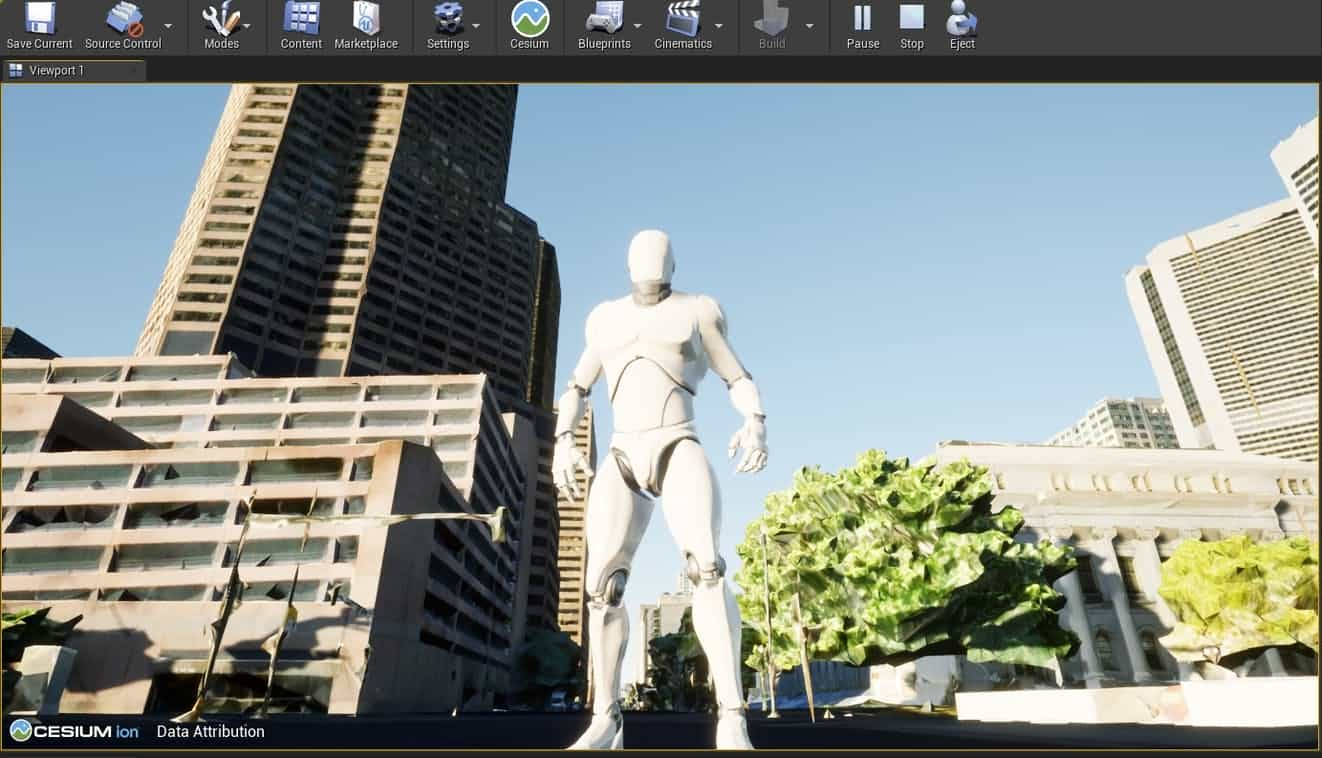 Save Current Source Control Modes Content Marketplace Settings Cesium Blueprints Cinematics Build Pause Stop Eject
Viewport 1
CESIUM ion Data Attribution